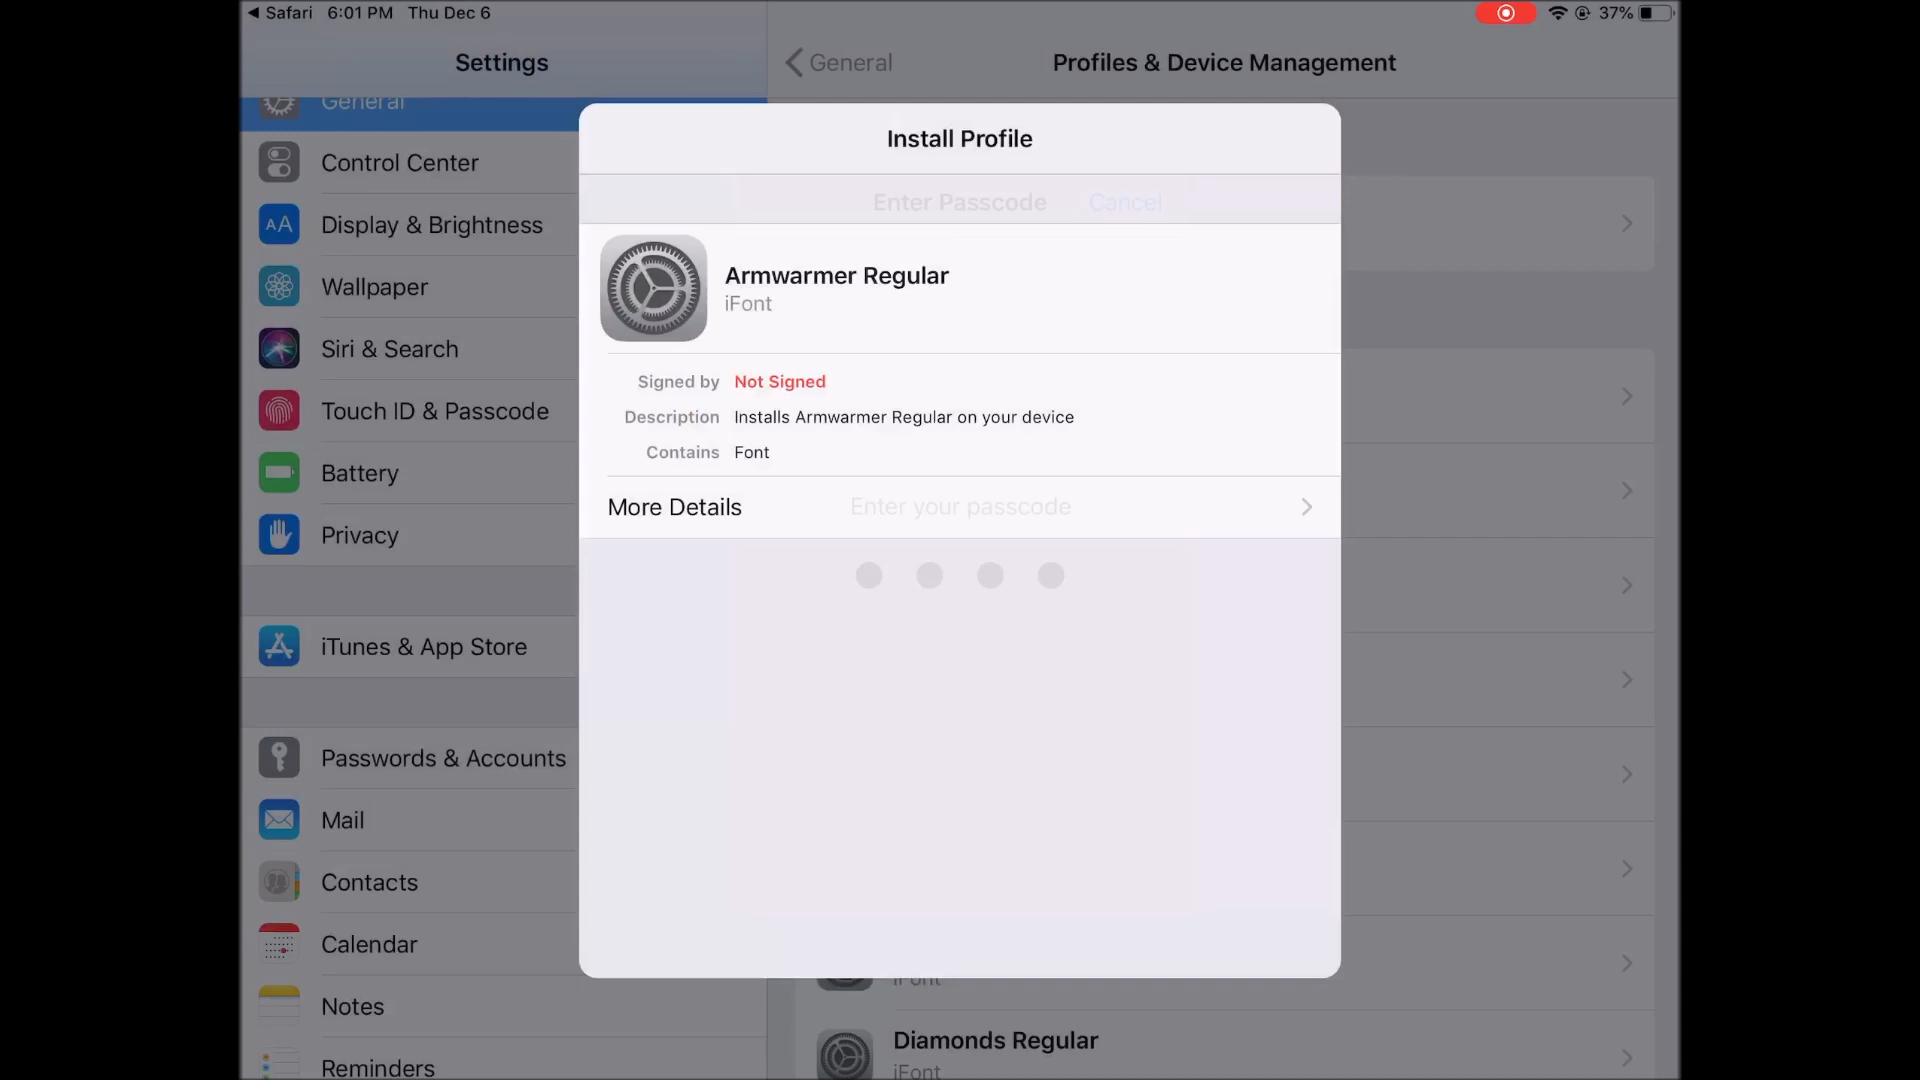 Safari 6:01 PM Thu Dec 6
37%
Settings
General
Profiles & Device Management
General
Control Center
Display & Brightness
Wallpaper
Siri & Search
Touch ID & Passcode
Battery
Privacy
iTunes & App Store
Passwords & Accounts
Mail
Contacts
Calendar
Notes
Reminders
Install Profile
Enter Passcode Cancel
AA
Armwarmer Regular
iFont
Signed by Not Signed
Description Installs Armwarmer Regular on your device
Contains Font
More Details
Enter your passcode
iFont
Diamonds Regular
iFont